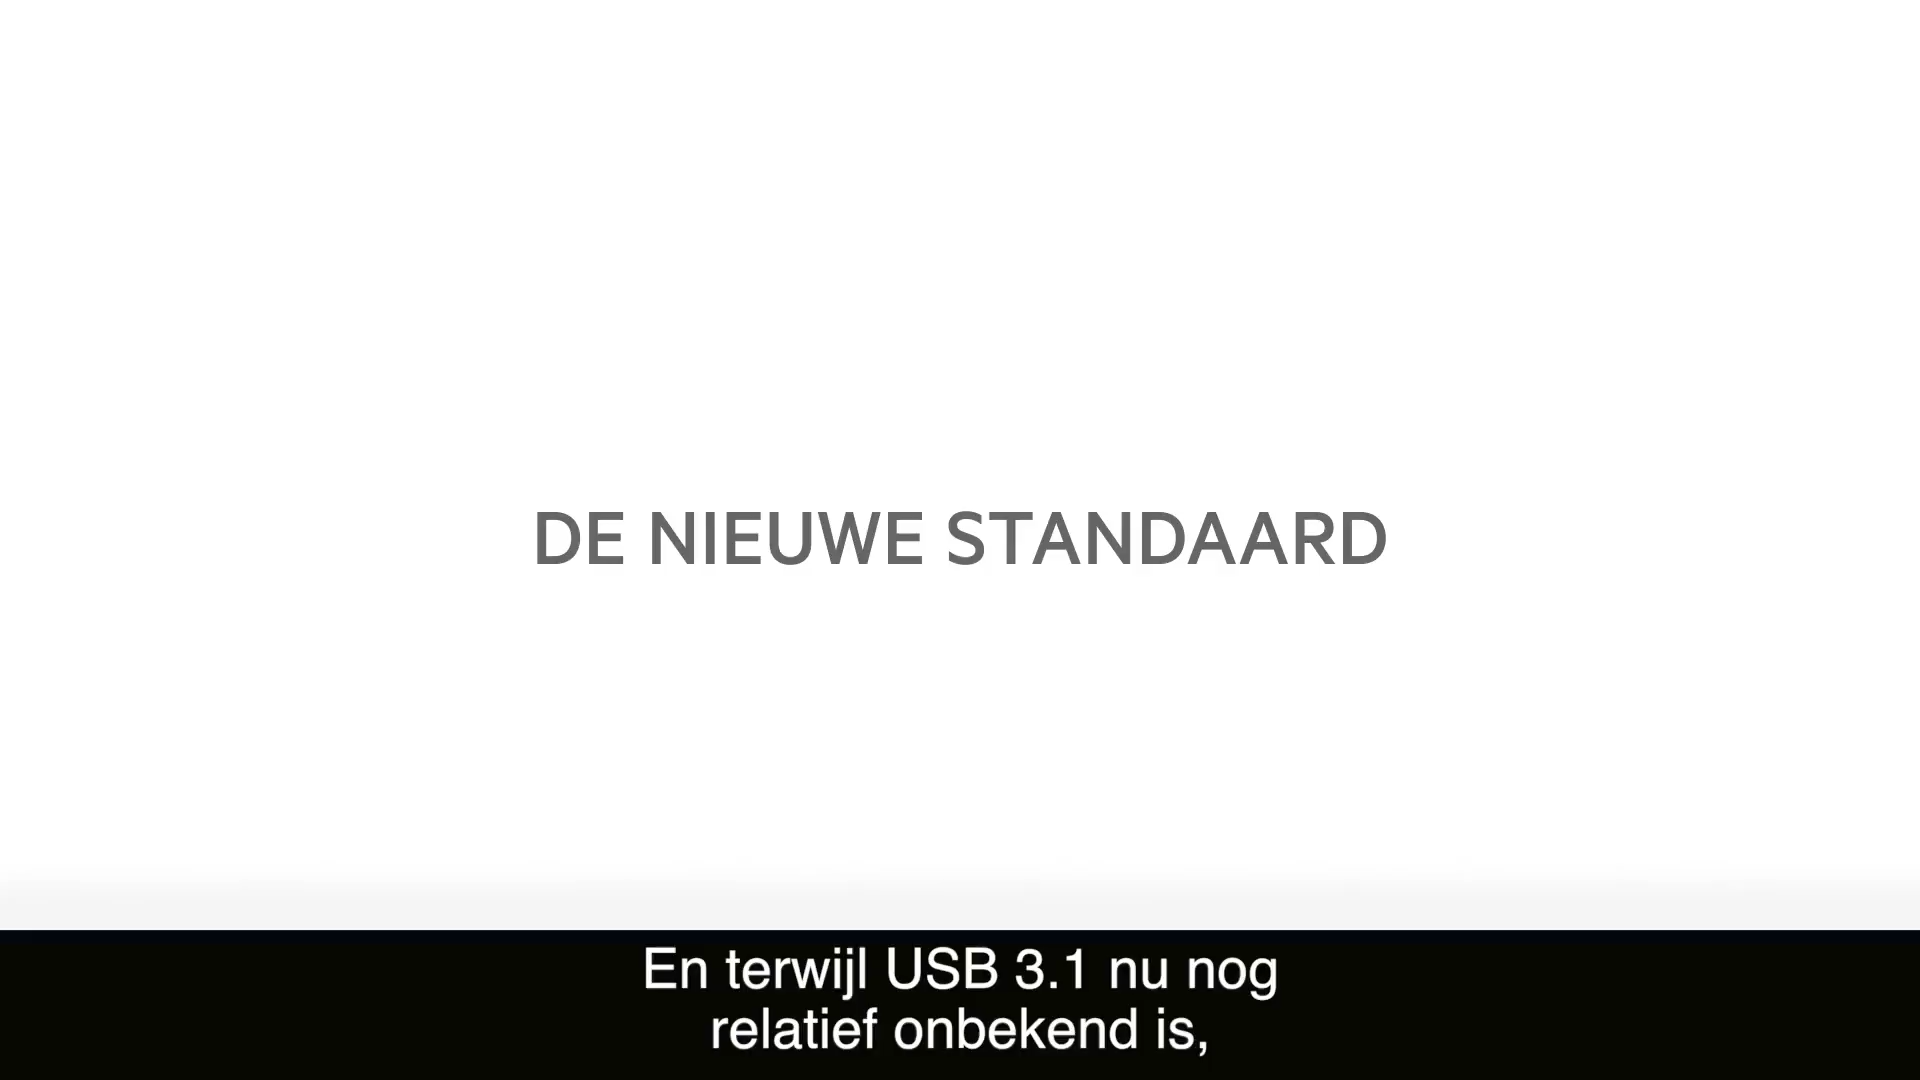 DE NIEUWE STANDAARD
En terwijl USB 3.1 nu nog
relatief onbekend is,